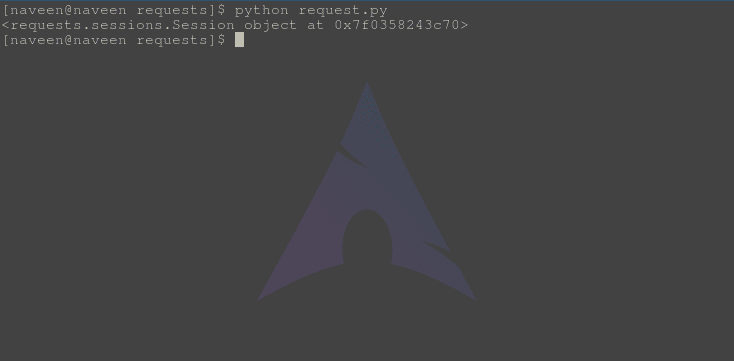 [naveen@naveen requests]$ python request.py
<requests.sessions.Session object at 0x7f0358243c70>
[naveen@naveen requests]$